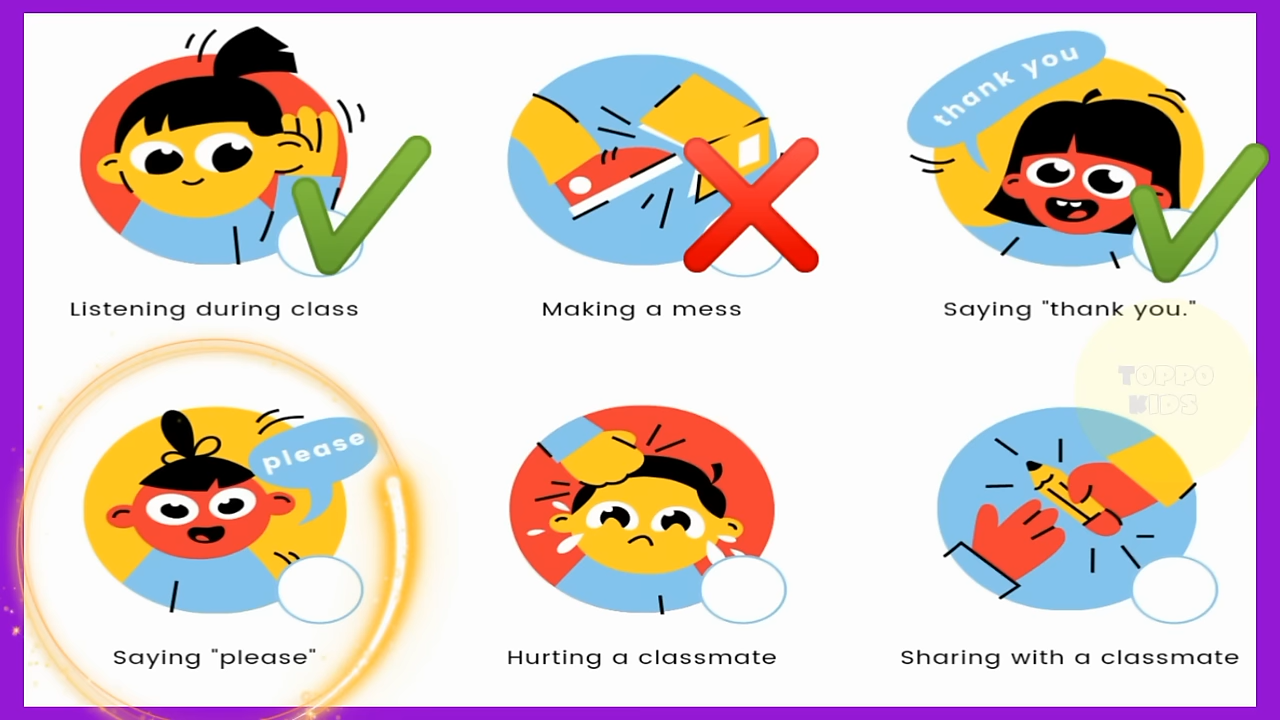 thank you
Listening during class
Making a mess
Saying "thank you."
TOPPO
KIDS
please
Saying "please"
Hurting a classmate
Sharing with a classmate